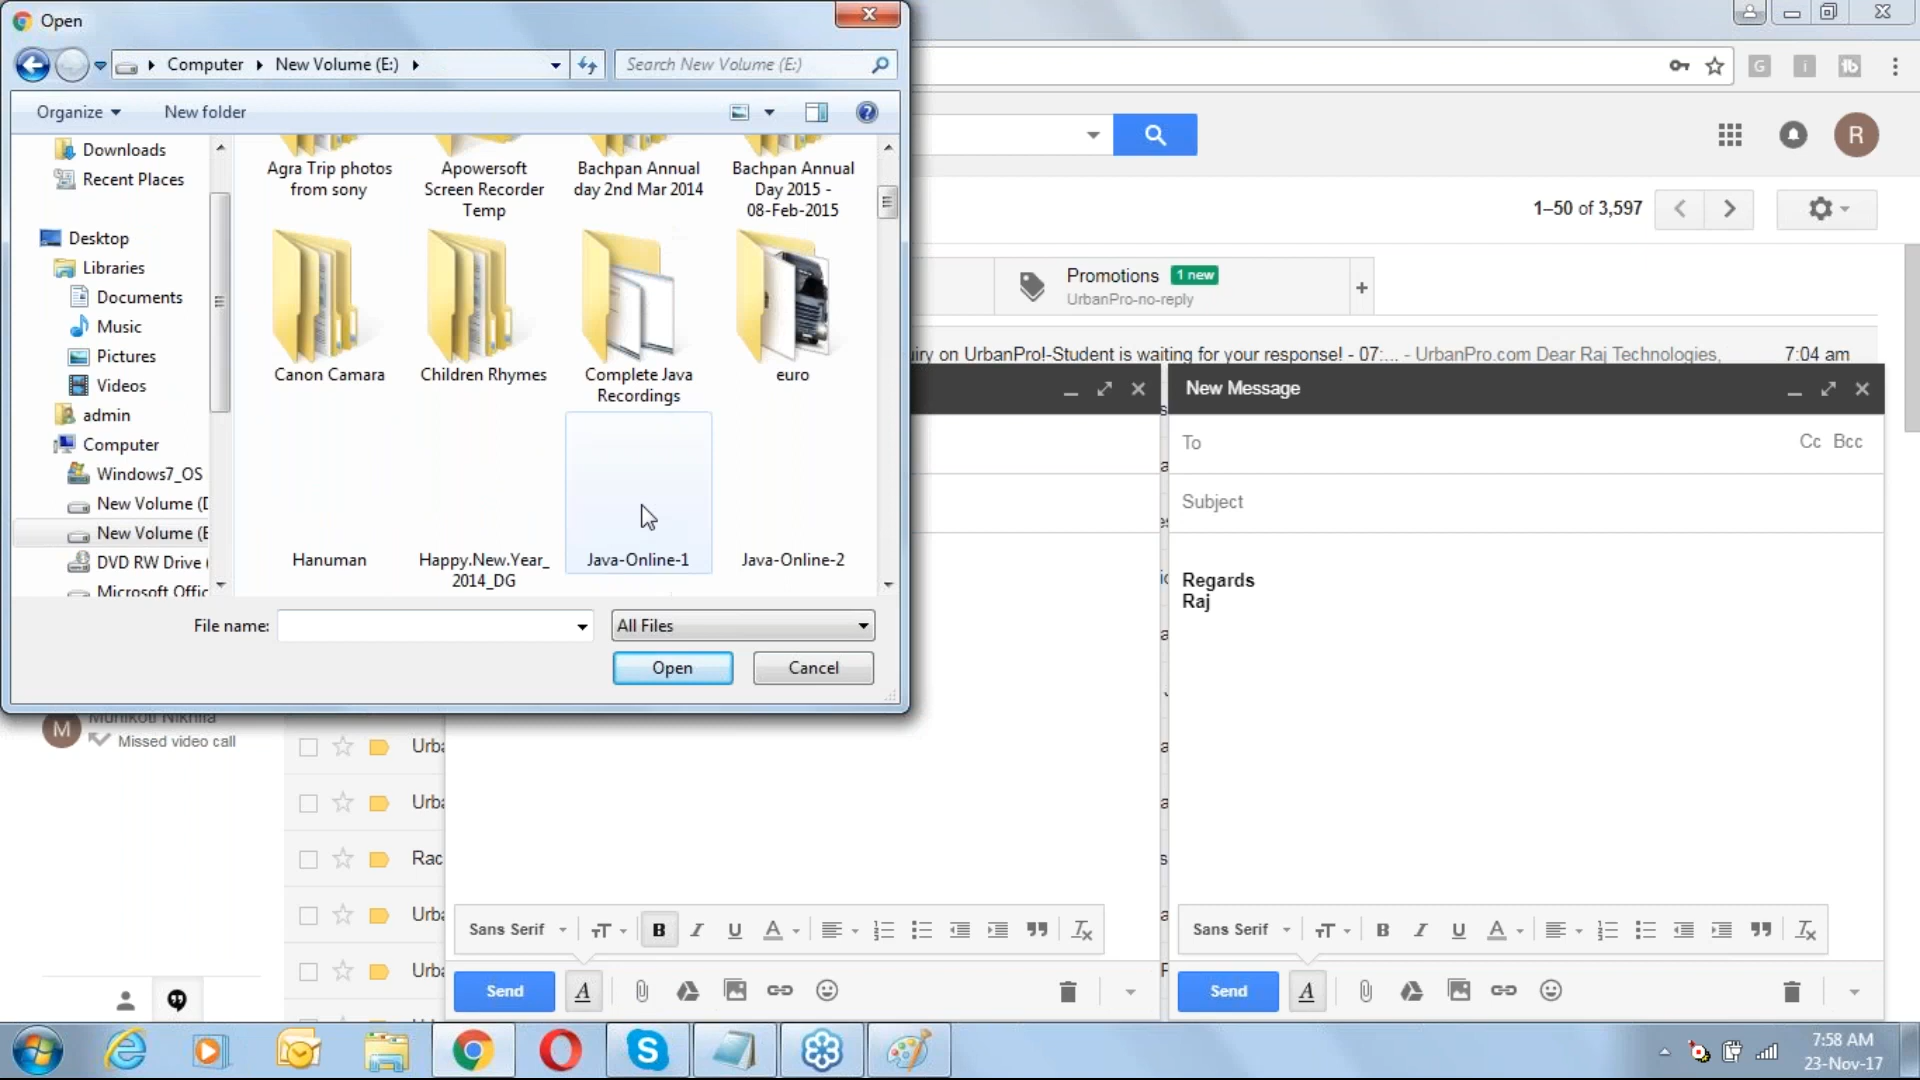 Open
Computer
New Volume (E:)
Search New Volume (E:)
Organize
New folder
Downloads
Recent Places
Desktop
Libraries
Documents
Music
Pictures
Videos
admin
Computer
Windows7_OS
New Volume (
New Volume (E
DVD RW Drive
Microsoft Offic
Agra Trip photos
from sony
Apowersoft
Screen Recorder
Temp
Bachpan Annual
day 2nd Mar 2014
Bachpan Annual
Day 2015 -
08-Feb-2015
Canon Camara
Children Rhymes
Complete Java
Recordings
euro
Hanuman
Happy.New.Year_
2014_DG
Java-Online-1
Java-Online-2
File name:
All Files
Open
Cancel
R
1–50 of 3,597
Promotions 1 new
UrbanPro-no-reply
iry on UrbanPro!-Student is waiting for your response! - 07:... - UrbanPro.com Dear Raj Technologies,
7:04 am
New Message
To
Cc Bcc
Subject
Regards
Raj
M
Missed video call
Urba
Urba
Rac
Urba
Urba
Sans Serif
Send
Sans Serif
Send
7:58 AM
23-Nov-17